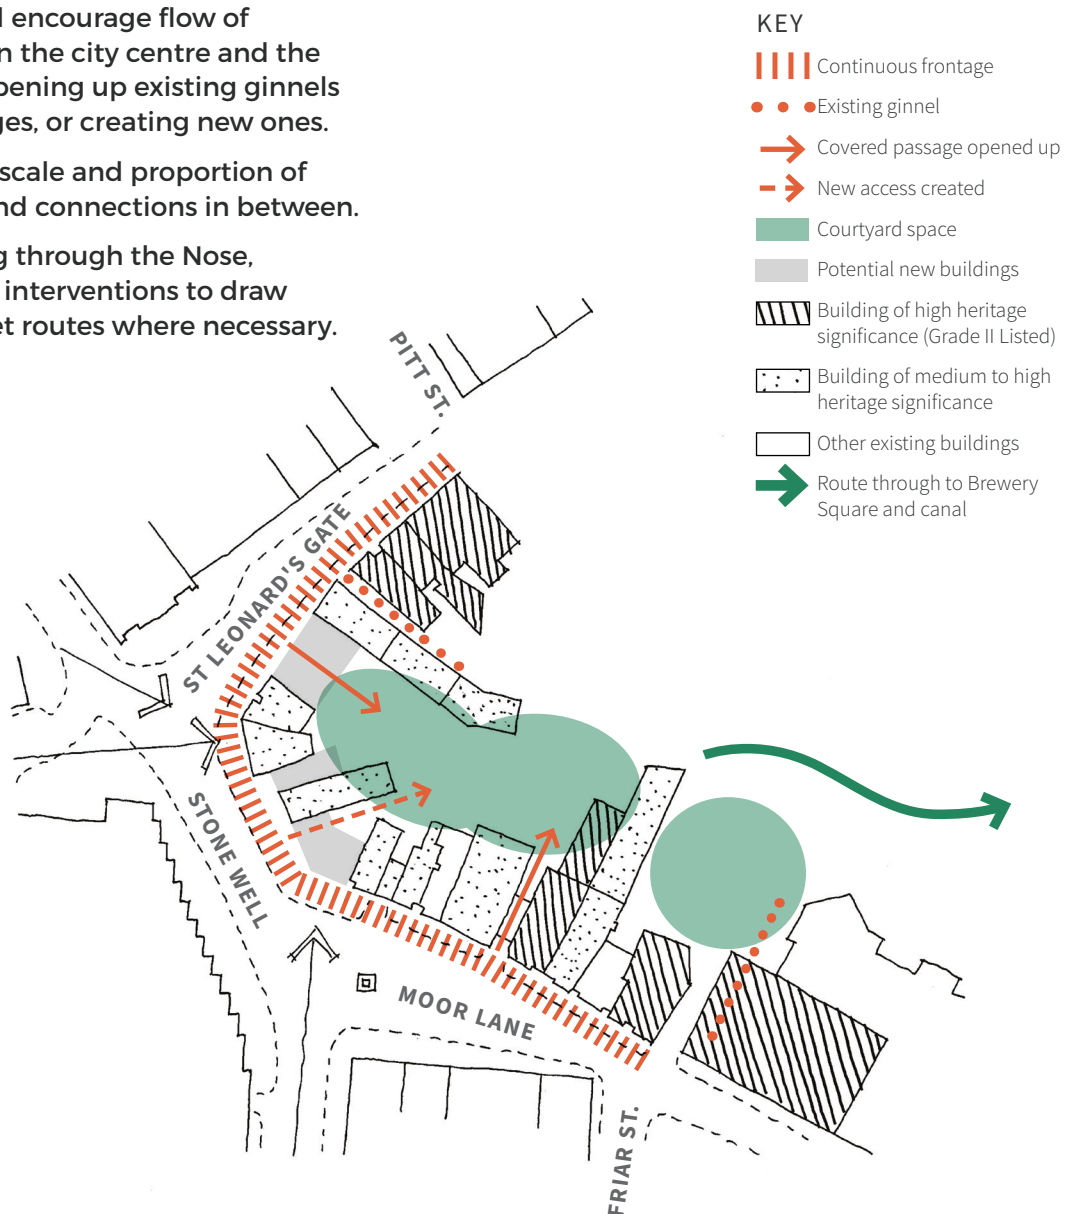 encourage flow of
the city centre and the
opening up existing ginnels
or creating new ones.
scale and proportion of
and connections in between.
through the Nose,
interventions to draw
routes where necessary.
KEY
Continuous frontage
Existing ginnel
Covered passage opened up
New access created
Courtyard space
Potential new buildings
Building of high heritage
significance (Grade II Listed)
Building of medium to high
heritage significance
Other existing buildings
Route through to Brewery
Square and canal
PITT ST.
ST LEONARD'S GATE
STONE WELL
MOOR LANE
FRIAR ST.